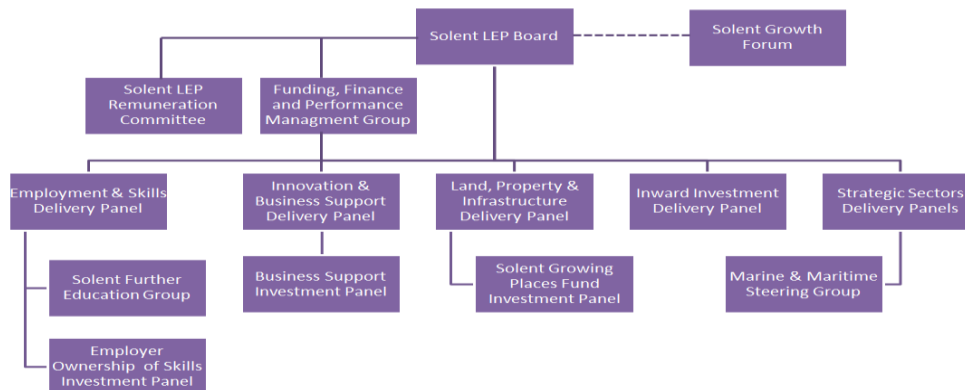 Solent LEP Board
Solent Growth
Forum
Solent LEP
Remuneration
Committee
Funding, Finance
and Performance
Managment Group
Employment & Skills
Delivery Panel
Innovation &
Business Support
Delivery Panel
Land, Property &
Infrastructure
Delivery Panel
Inward Investment
Delivery Panel
Strategic Sectors
Delivery Panels
Solent Further
Education Group
Business Support
Investment Panel
Solent Growing
Places Fund
Investment Panel
Marine & Maritime
Steering Group
Employer
Ownership of Skills
Investment Panel